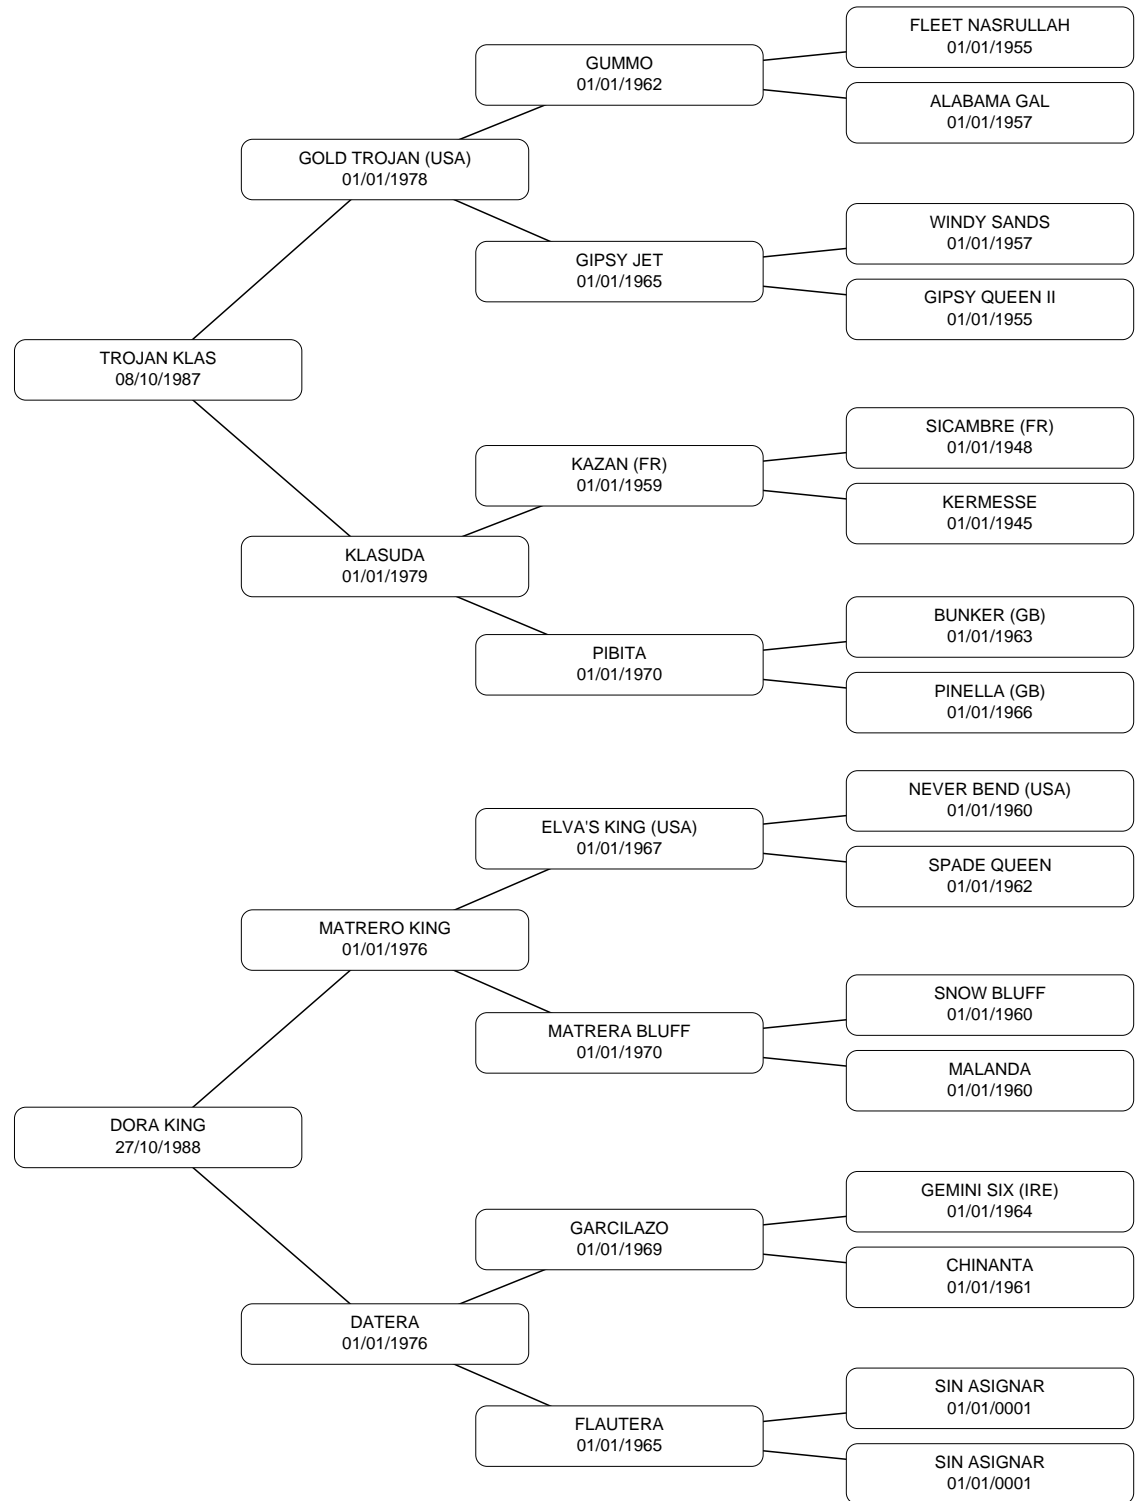 FLEET NASRULLAH
01/01/1955
GUMMO
01/01/1962
ALABAMA GAL
01/01/1957
GOLD TROJAN (USA)
01/01/1978
WINDY SANDS
01/01/1957
GIPSY JET
01/01/1965
GIPSY QUEEN II
01/01/1955
TROJAN KLAS
08/10/1987
SICAMBRE (FR)
01/01/1948
KAZAN (FR)
01/01/1959
KERMESSE
01/01/1945
KLASUDA
01/01/1979
BUNKER (GB)
01/01/1963
PIBITA
01/01/1970
PINELLA (GB)
01/01/1966
NEVER BEND (USA)
01/01/1960
ELVA'S KING (USA)
01/01/1967
SPADE QUEEN
01/01/1962
MATRERO KING
01/01/1976
SNOW BLUFF
01/01/1960
MATRERA BLUFF
01/01/1970
MALANDA
01/01/1960
DORA KING
27/10/1988
GEMINI SIX (IRE)
01/01/1964
GARCILAZO
01/01/1969
CHINANTA
01/01/1961
DATERA
01/01/1976
SIN ASIGNAR
01/01/0001
FLAUTERA
01/01/1965
SIN ASIGNAR
01/01/0001